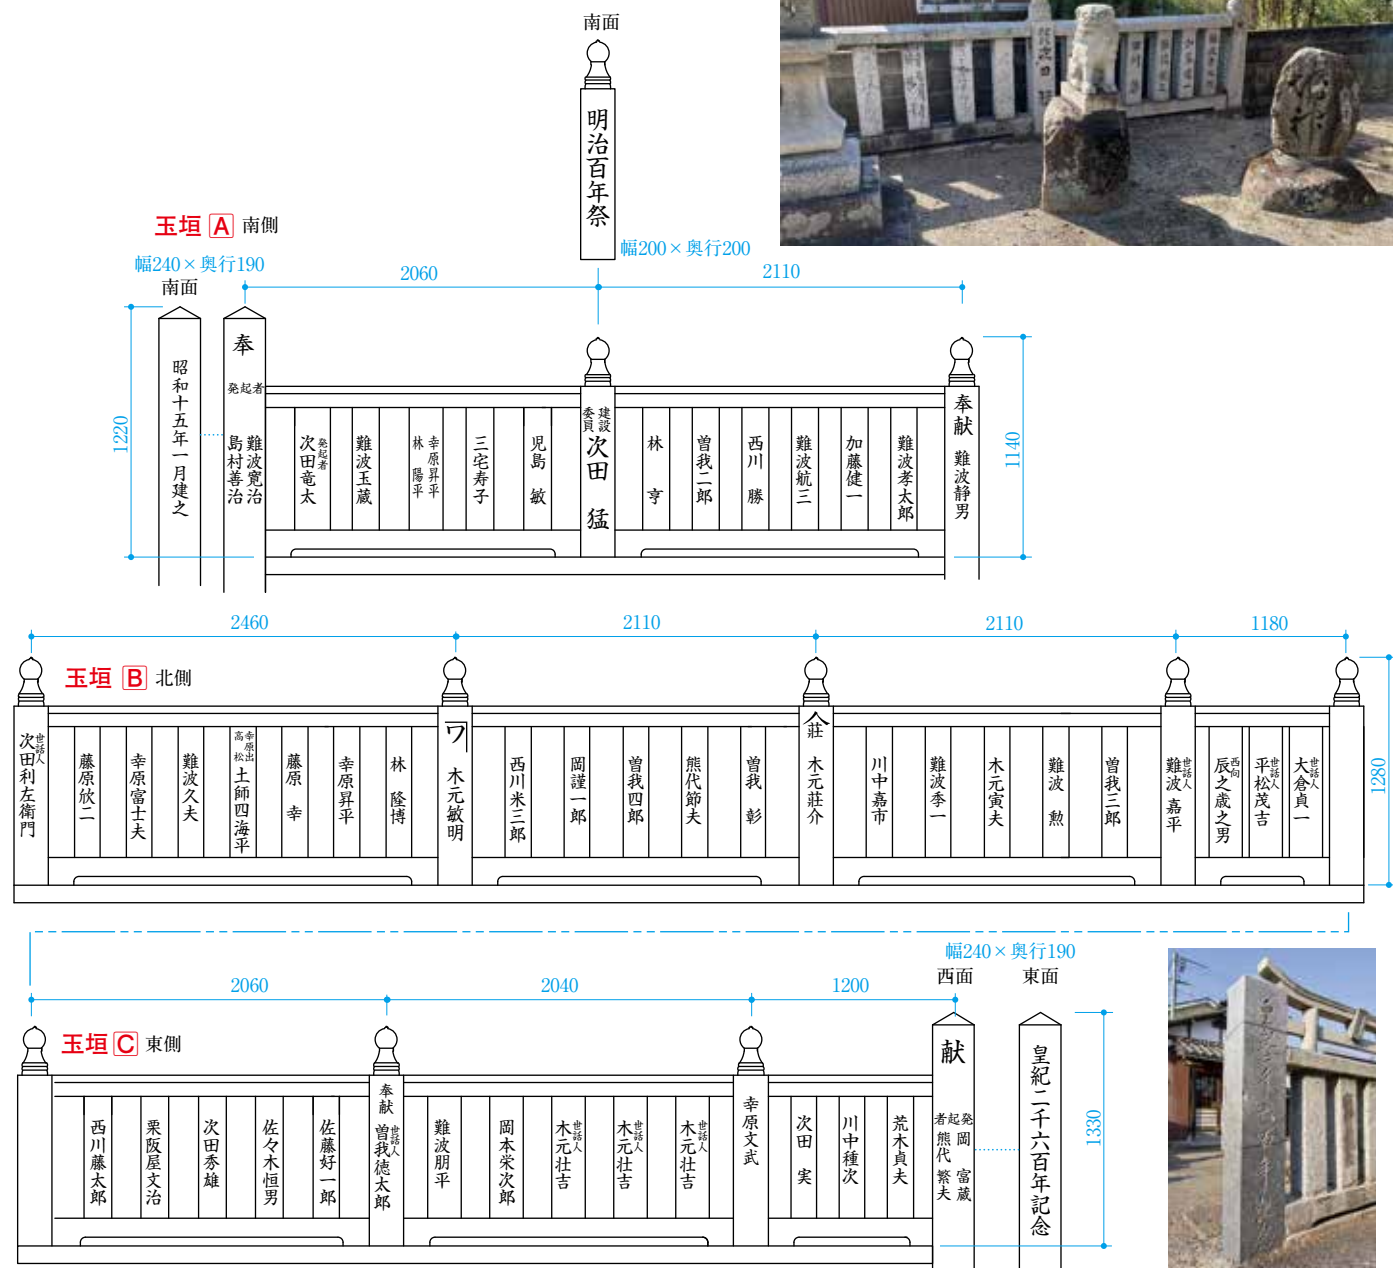 南面
明治百年祭
玉垣 A 南側
幅200×奥行200
幅240×奥行190
南面
2060
2110
1220
1140
昭和十五年一月建之
奉
発起者
難波寛治
島村善治
発起者
次田竜太
難波玉蔵
幸原昇平
林 陽平
三宅寿子
児島 敏
建設委員
次田 猛
林 亨
曽我二郎
西川 勝
難波航三
加藤健一
難波孝太郎
奉献 難波静男
2460
2110
2110
1180
玉垣 B 北側
1280
世話人
次田利左衛門
藤原欣二
幸原富士夫
難波久夫
幸原出
高松
土師四海平
藤原 幸
幸原昇平
林 隆博
ワ 木元敏明
西川米三郎
岡謹一郎
曽我四郎
熊代節夫
曽我 彰
莊 木元莊介
川中嘉市
難波季一
木元寅夫
難波 勲
曽我三郎
世話人
難波 嘉平
西向
辰之歳之男
世話人
平松茂吉
世話人
大倉貞一
幅240×奥行190
西面
東面
2060
2040
1200
玉垣 C 東側
1330
西川藤太郎
栗阪屋文治
次田秀雄
佐々木恒男
佐藤好一郎
奉献
世話人
曽我徳太郎
難波朋平
岡本栄次郎
世話人
木元壮吉
世話人
木元壮吉
世話人
木元壮吉
幸原文武
次田 実
川中種次
荒木貞夫
献
発起者
岡 富蔵
熊代 繁夫
皇紀二千六百年記念